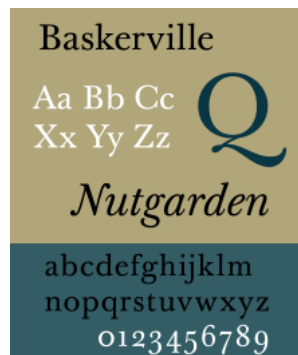 Baskerville
Aa Bb Cc
Xx Yy Zz
Q
Nutgarden
abcdefghijklm
nopqrstuvwxyz
0123456789